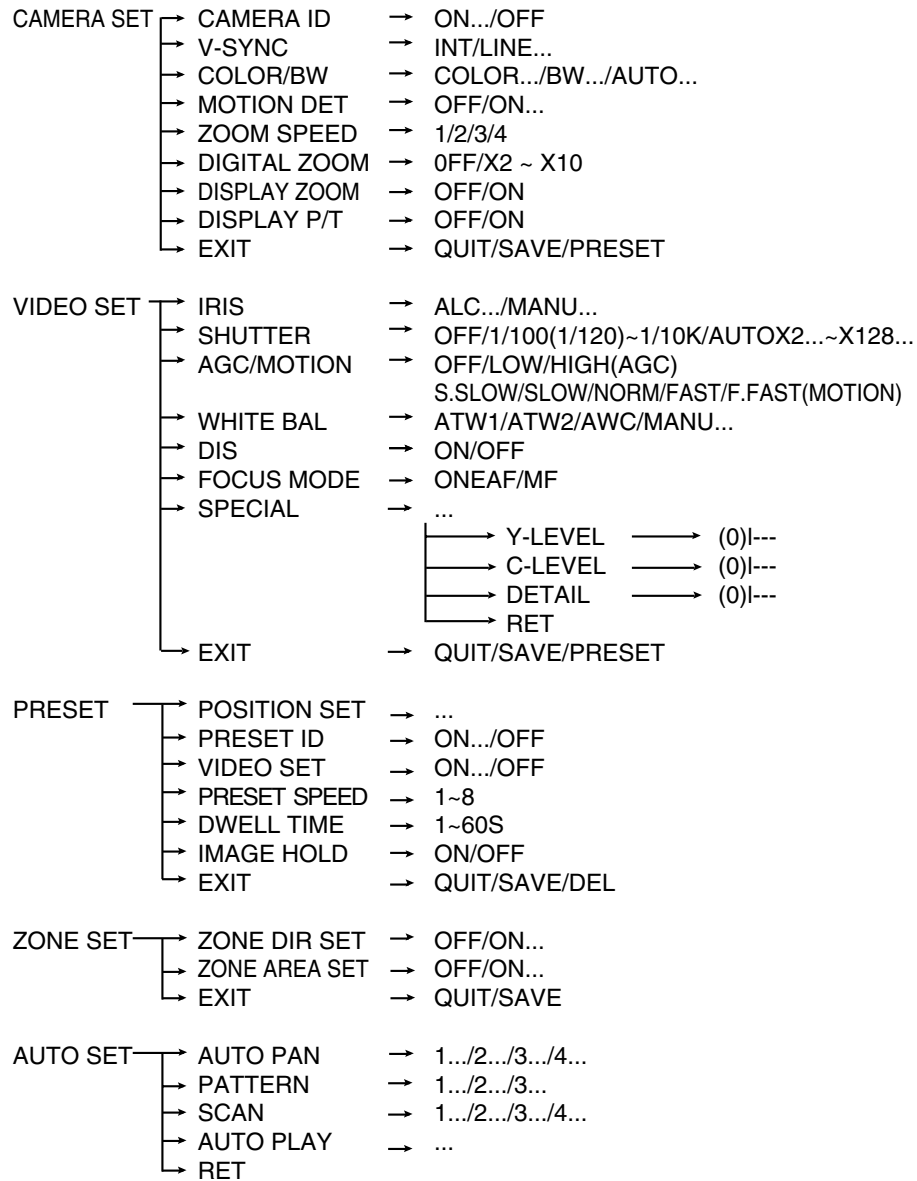 CAMERA SET → CAMERA ID → ON.../OFF
→ V-SYNC → INT/LINE...
→ COLOR/BW → COLOR.../BW.../AUTO...
→ MOTION DET → OFF/ON...
→ ZOOM SPEED → 1/2/3/4
→ DIGITAL ZOOM → 0FF/X2 ~ X10
→ DISPLAY ZOOM → OFF/ON
→ DISPLAY P/T → OFF/ON
→ EXIT → QUIT/SAVE/PRESET
VIDEO SET → IRIS → ALC.../MANU...
→ SHUTTER → OFF/1/100(1/120)~1/10K/AUTOX2...~X128...
→ AGC/MOTION → OFF/LOW/HIGH(AGC)
S.SLOW/SLOW/NORM/FAST/F.FAST(MOTION)
→ WHITE BAL → ATW1/ATW2/AWC/MANU...
→ DIS → ON/OFF
→ FOCUS MODE → ONEAF/MF
→ SPECIAL → ...
→ Y-LEVEL → (0)I---
→ C-LEVEL → (0)I---
→ DETAIL → (0)I---
→ RET
→ EXIT → QUIT/SAVE/PRESET
PRESET → POSITION SET → ...
→ PRESET ID → ON.../OFF
→ VIDEO SET → ON.../OFF
→ PRESET SPEED → 1~8
→ DWELL TIME → 1~60S
→ IMAGE HOLD → ON/OFF
→ EXIT → QUIT/SAVE/DEL
ZONE SET → ZONE DIR SET → OFF/ON...
→ ZONE AREA SET → OFF/ON...
→ EXIT → QUIT/SAVE
AUTO SET → AUTO PAN → 1.../2.../3.../4...
→ PATTERN → 1.../2.../3...
→ SCAN → 1.../2.../3.../4...
→ AUTO PLAY → ...
→ RET